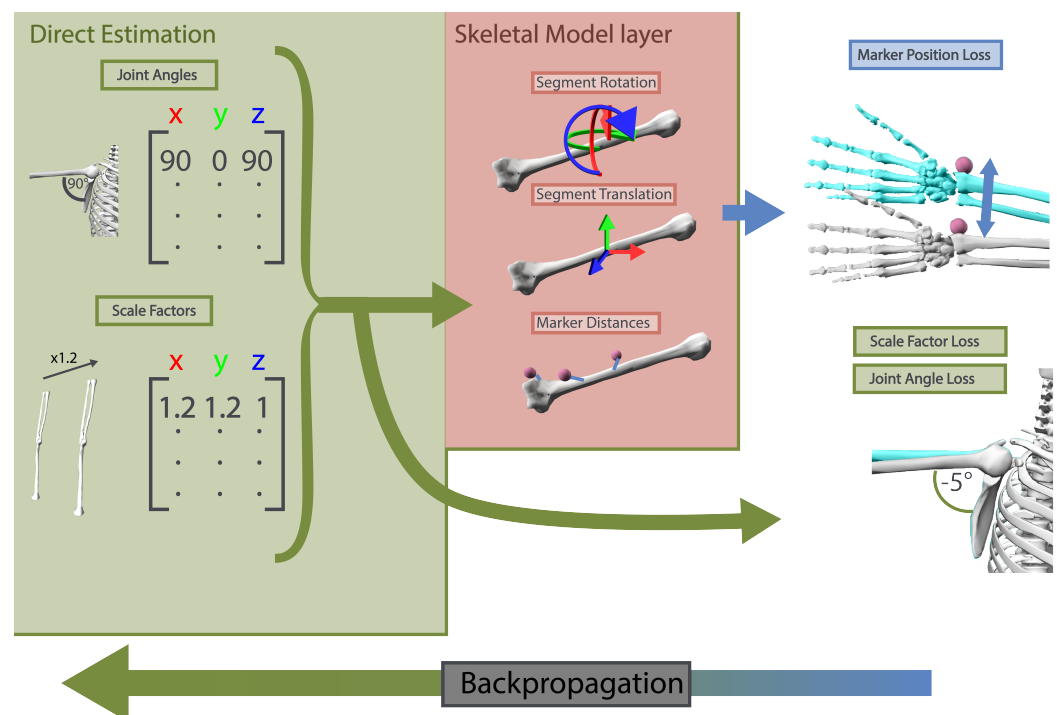 Direct Estimation
Joint Angles
x y z
90 0 90
90°
Scale Factors
x1.2
x y z
1.2 1.2 1
Skeletal Model layer
Segment Rotation
Segment Translation
Marker Distances
Marker Position Loss
Scale Factor Loss
Joint Angle Loss
-5°
Backpropagation